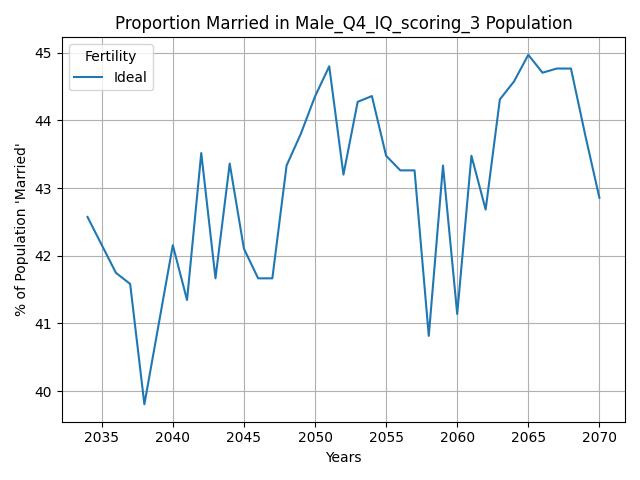 Proportion Married in Male_Q4_IQ_scoring_3 Population
% of Population 'Married'
Fertility
Ideal
45
44
43
42
41
40
2035 2040 2045 2050 2055 2060 2065 2070
Years